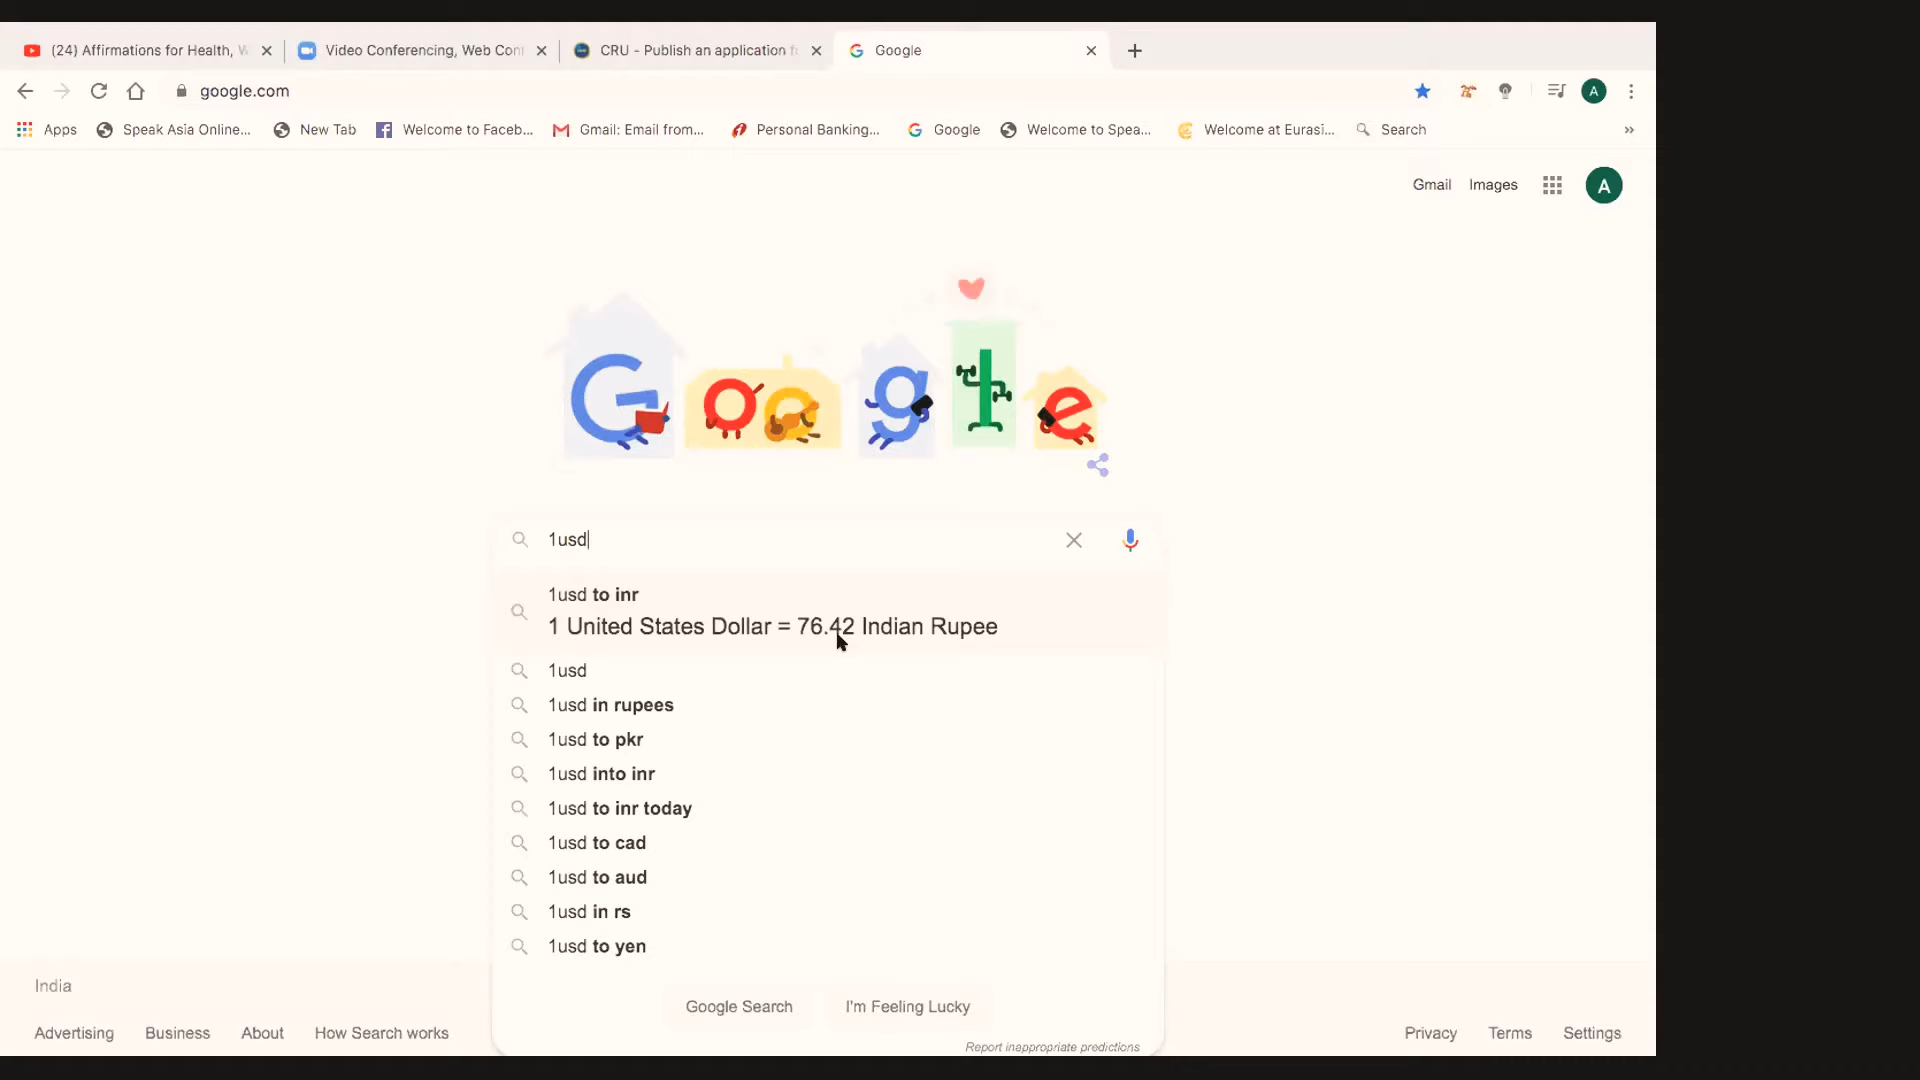 (24) Affirmations for Health, W
Video Conferencing, Web Con
CRU - Publish an application f
Google
google.com
A
Apps
Speak Asia Online...
New Tab
Welcome to Faceb...
Gmail: Email from...
Personal Banking...
Google
Welcome to Spea...
Welcome at Eurasi...
Search
»
Gmail
Images
A
Google
1usd
1usd to inr
1 United States Dollar = 76.42 Indian Rupee
1usd
1usd in rupees
1usd to pkr
1usd into inr
1usd to inr today
1usd to cad
1usd to aud
1usd in rs
1usd to yen
Google Search
I'm Feeling Lucky
Report inappropriate predictions
India
Advertising
Business
About
How Search works
Privacy
Terms
Settings